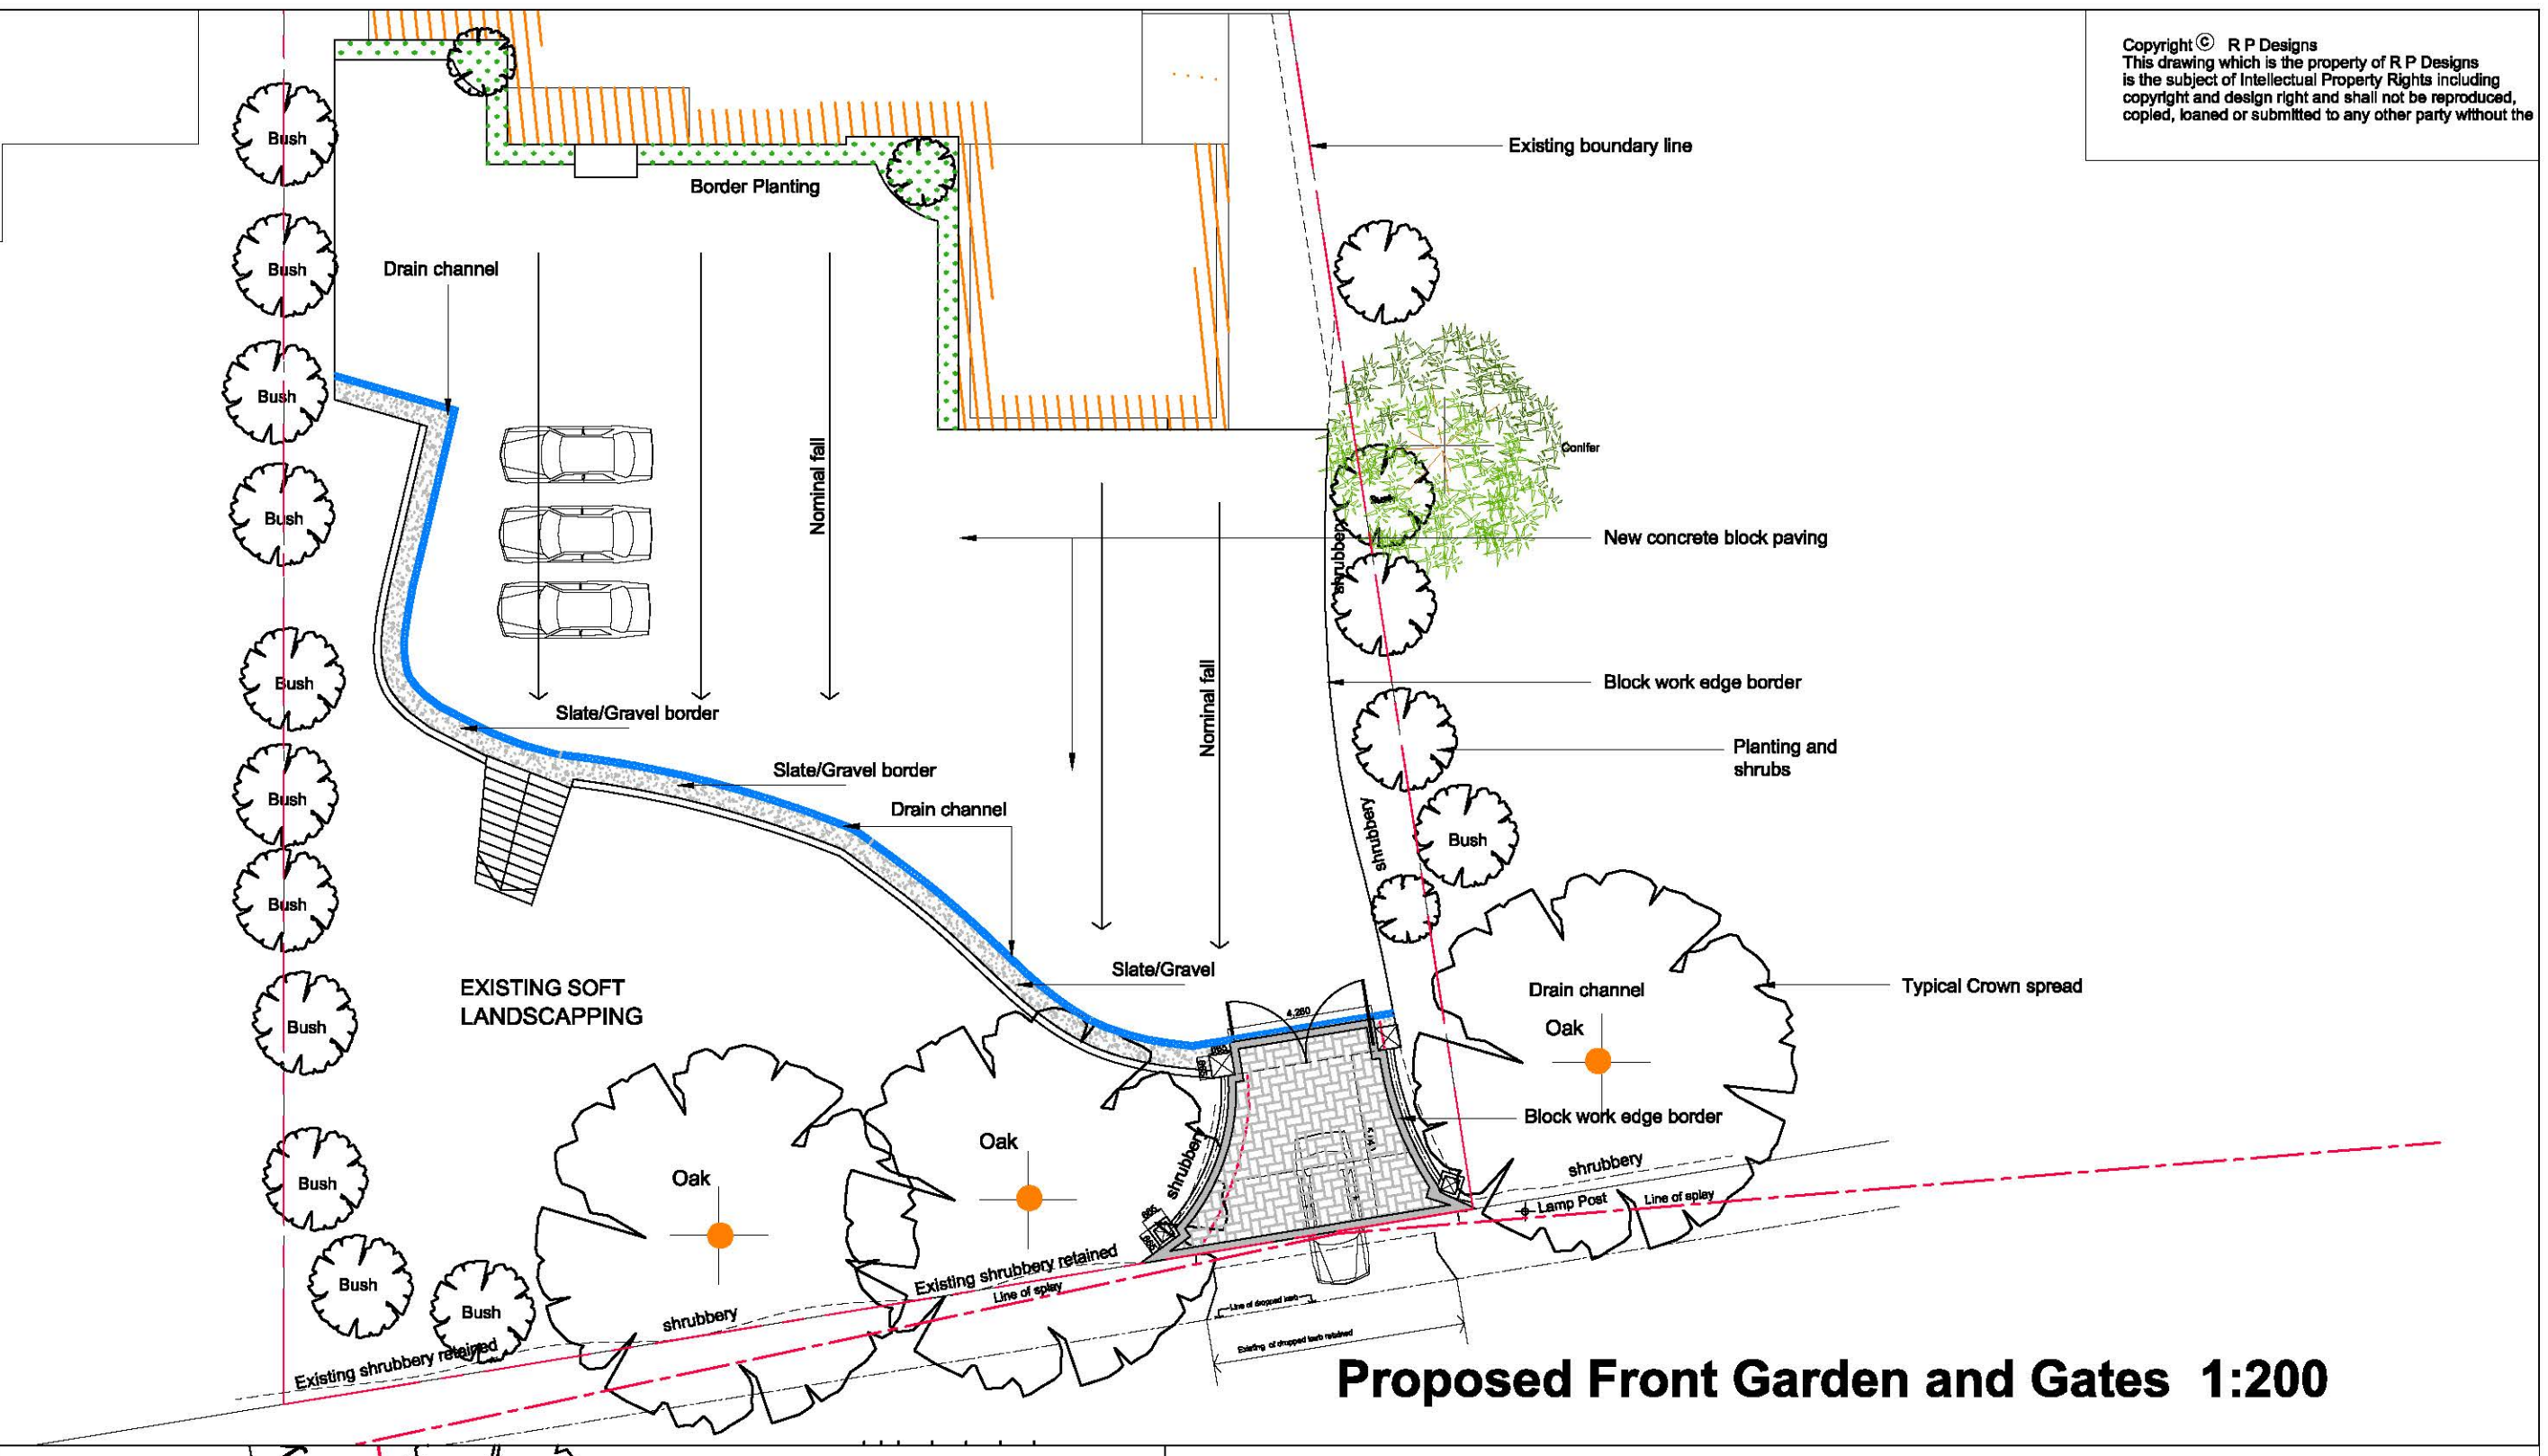 Copyright © R P Designs
This drawing which is the property of R P Designs
is the subject of Intellectual Property Rights including
copyright and design right and shall not be reproduced,
copied, loaned or submitted to any other party without the
Existing boundary line
Border Planting
Bush
Bush
Bush
Bush
Bush
Bush
Bush
Bush
Bush
Bush
Bush
Drain channel
Nominal fall
Conifer
Bush
shrubbery
New concrete block paving
Block work edge border
Slate/Gravel border
Nominal fall
Planting and
shrubs
Slate/Gravel border
Drain channel
shrubbery
Bush
Slate/Gravel
EXISTING SOFT
LANDSCAPPING
Drain channel
Typical Crown spread
Oak
4,260
665
665
Block work edge border
Oak
Oak
shrubbery
shrubbery
Lamp Post
Line of splay
665
665
Existing shrubbery retained
Line of splay
shrubbery
Line of dropped kerb
Existing of dropped kerb retained
Existing shrubbery retained
Proposed Front Garden and Gates 1:200